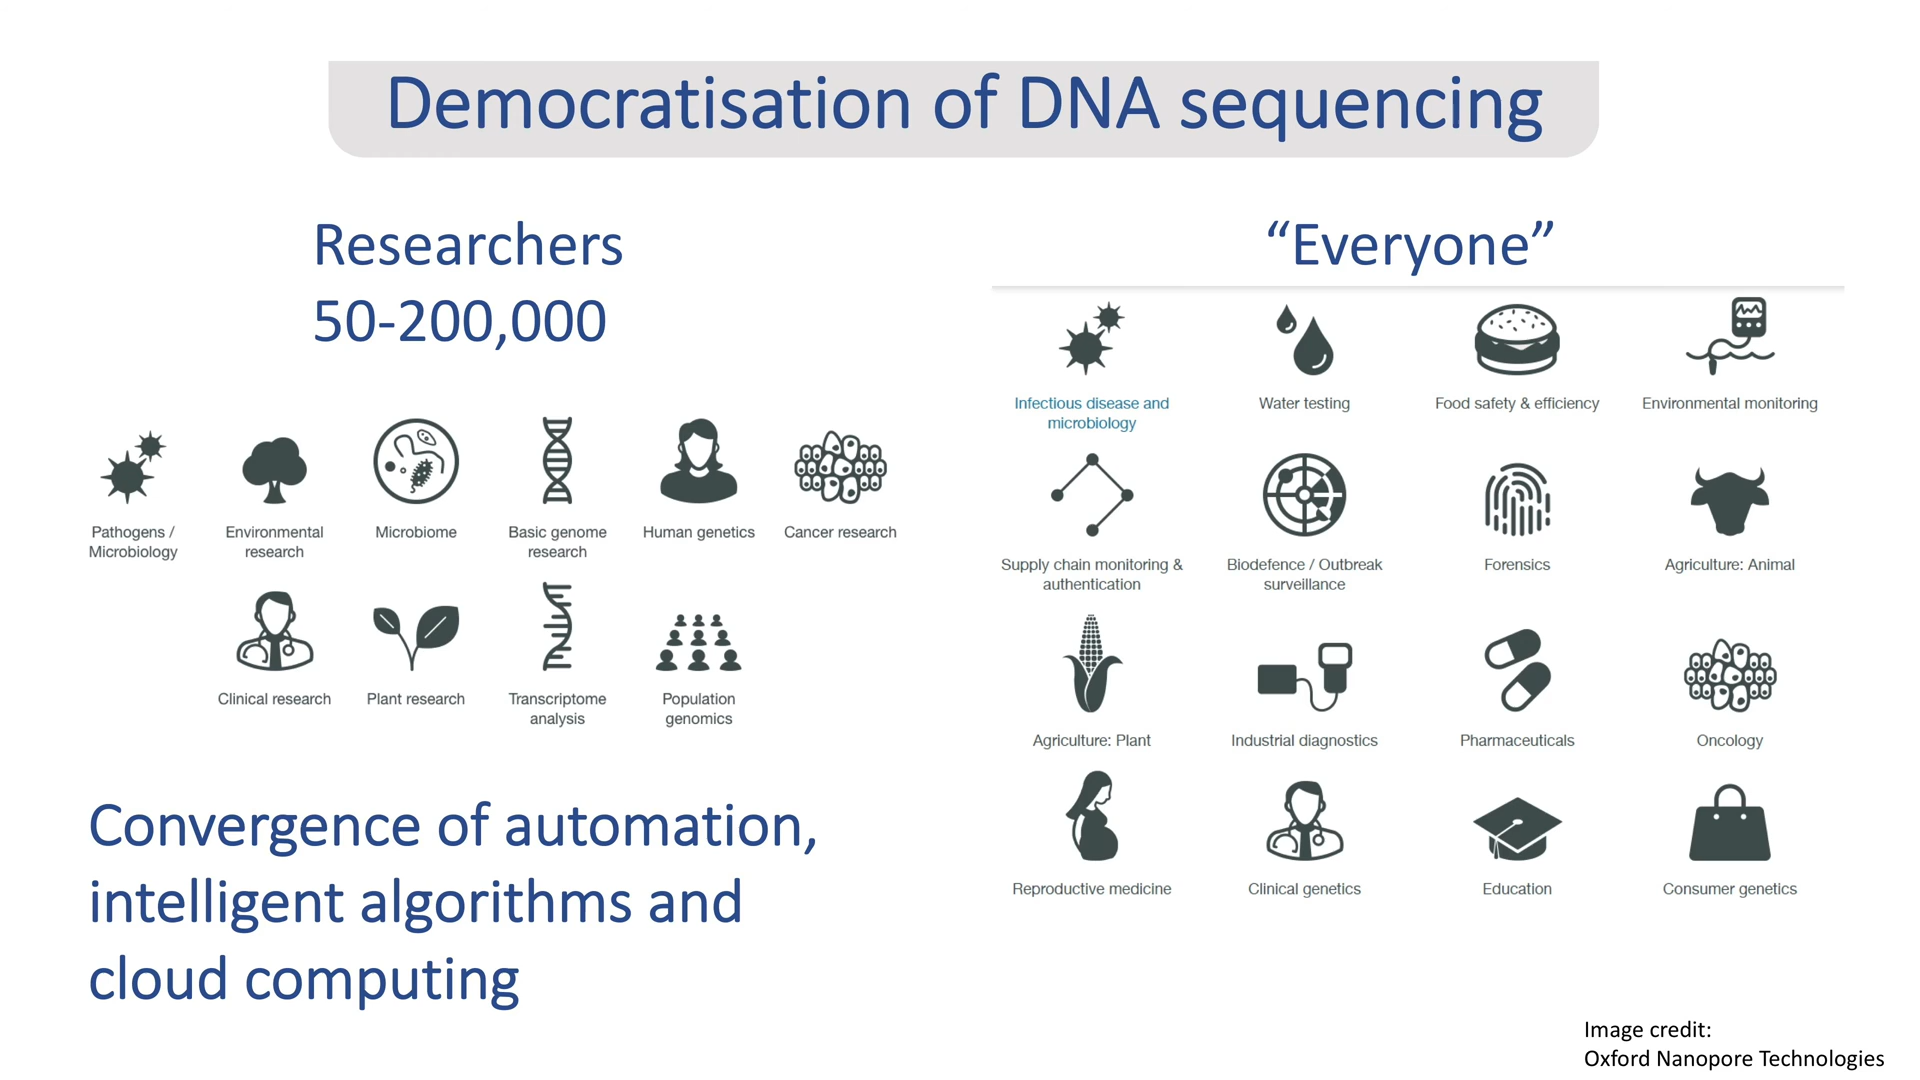 Democratisation of DNA sequencing
Researchers
50-200,000
Pathogens /
Microbiology
Environmental
research
Microbiome
Basic genome
research
Human genetics
Cancer research
Clinical research
Plant research
Transcriptome
analysis
Population
genomics
Convergence of automation,
intelligent algorithms and
cloud computing
“Everyone”
Infectious disease and
microbiology
Water testing
Food safety & efficiency
Environmental monitoring
Supply chain monitoring &
authentication
Biodefence / Outbreak
surveillance
Forensics
Agriculture: Animal
Agriculture: Plant
Industrial diagnostics
Pharmaceuticals
Oncology
Reproductive medicine
Clinical genetics
Education
Consumer genetics
Image credit:
Oxford Nanopore Technologies